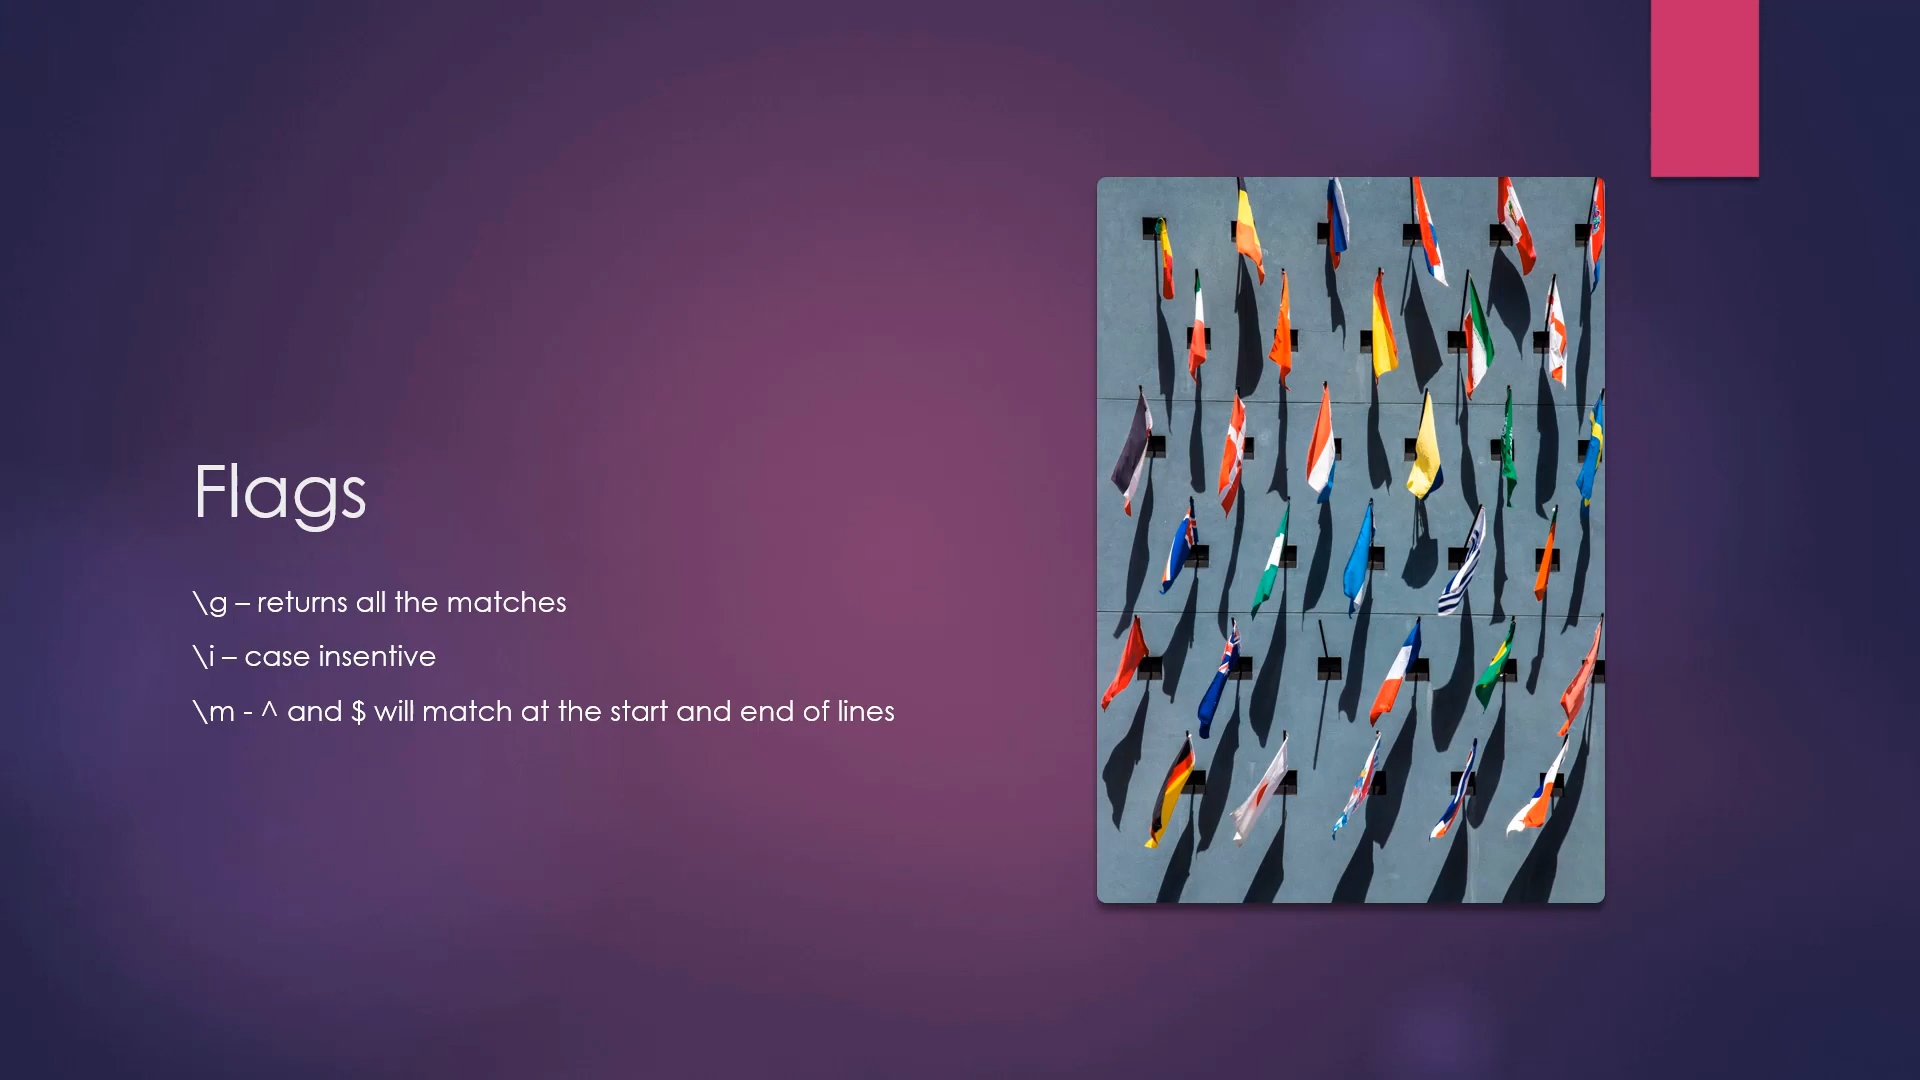 Flags
\g – returns all the matches
\i – case insentive
\m - ^ and $ will match at the start and end of lines